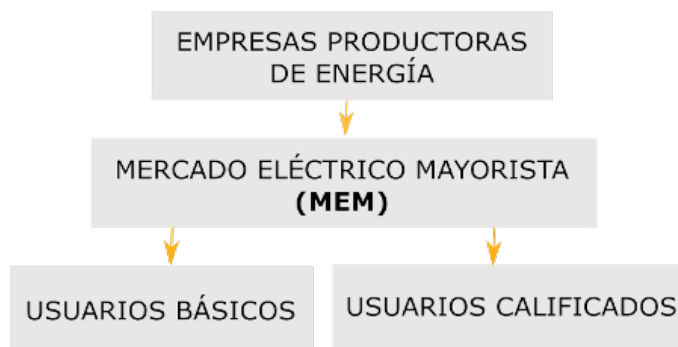 EMPRESAS PRODUCTORAS
DE ENERGÍA
MERCADO ELÉCTRICO MAYORISTA
(MEM)
USUARIOS BÁSICOS
USUARIOS CALIFICADOS